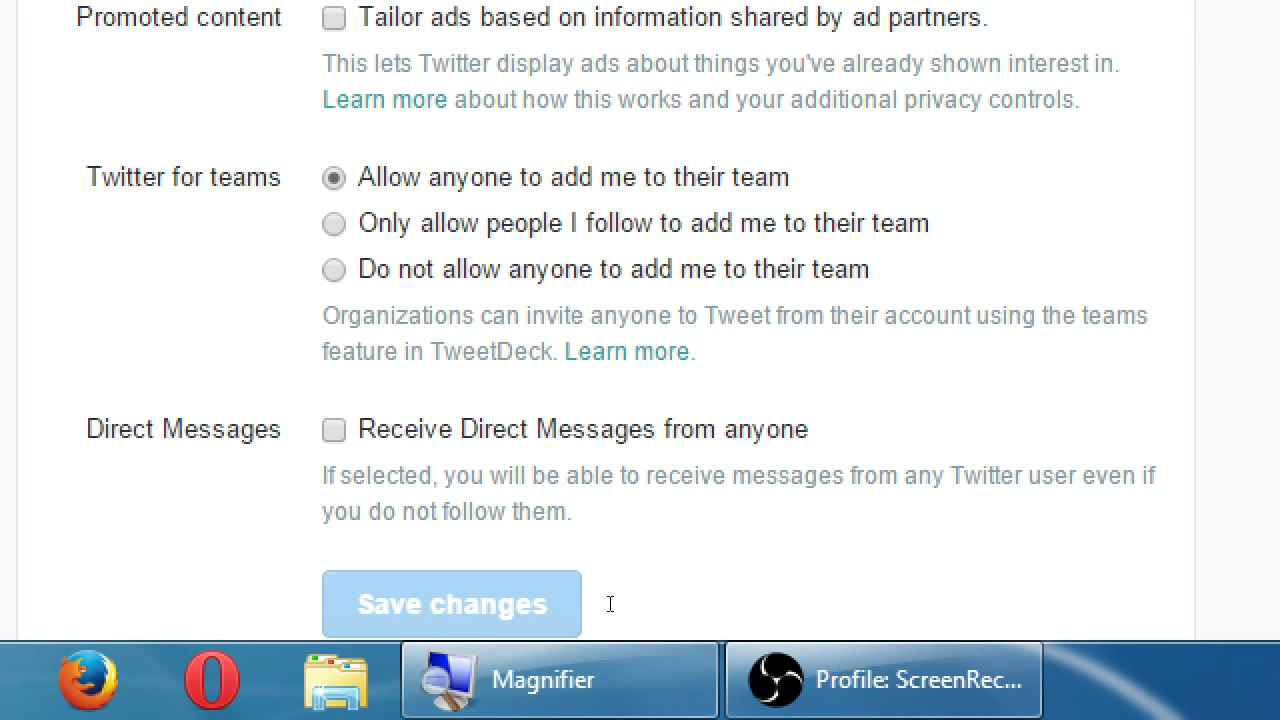 Promoted content Tailor ads based on information shared by ad partners.
This lets Twitter display ads about things you've already shown interest in.
Learn more about how this works and your additional privacy controls.
Twitter for teams Allow anyone to add me to their team
Only allow people I follow to add me to their team
Do not allow anyone to add me to their team
Organizations can invite anyone to Tweet from their account using the teams
feature in TweetDeck. Learn more.
Direct Messages Receive Direct Messages from anyone
If selected, you will be able to receive messages from any Twitter user even if
you do not follow them.
Save changes
Magnifier Profile: ScreenRec...